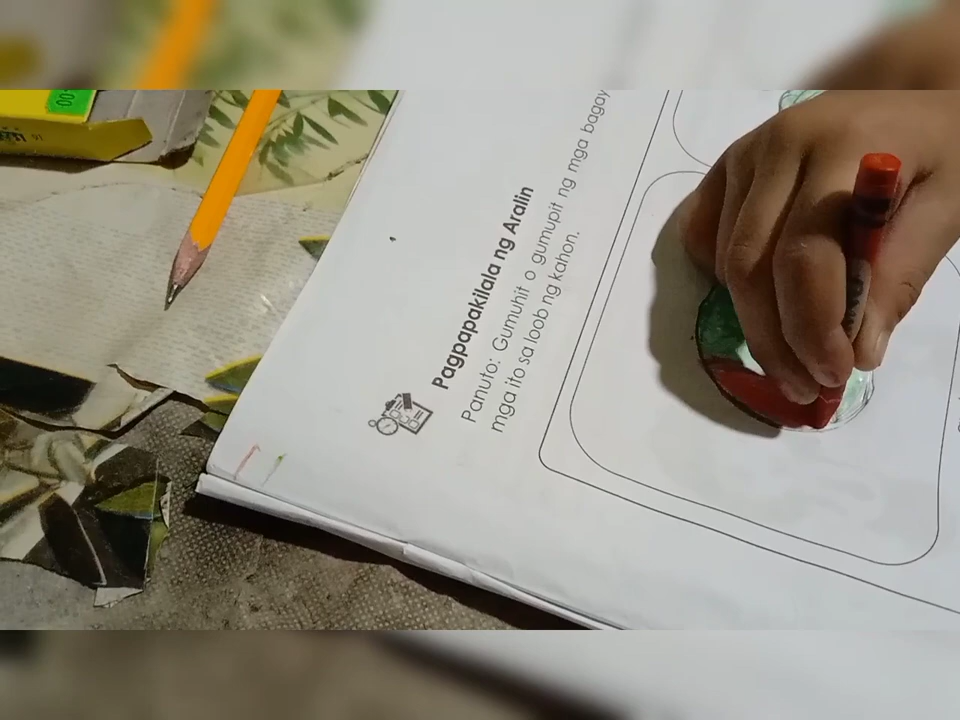 Pagpapakilala ng Aralin
Panuto: Gumuhit o gumupit ng mga bagay
mga ito sa loob ng kahon.